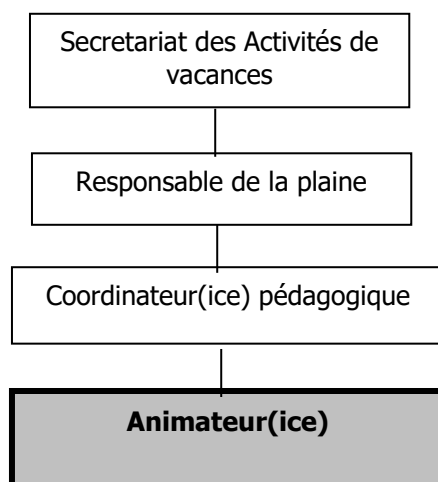 Secretariat des Activités de
vacances
Responsable de la plaine
Coordinateur(ice) pédagogique
Animateur(ice)